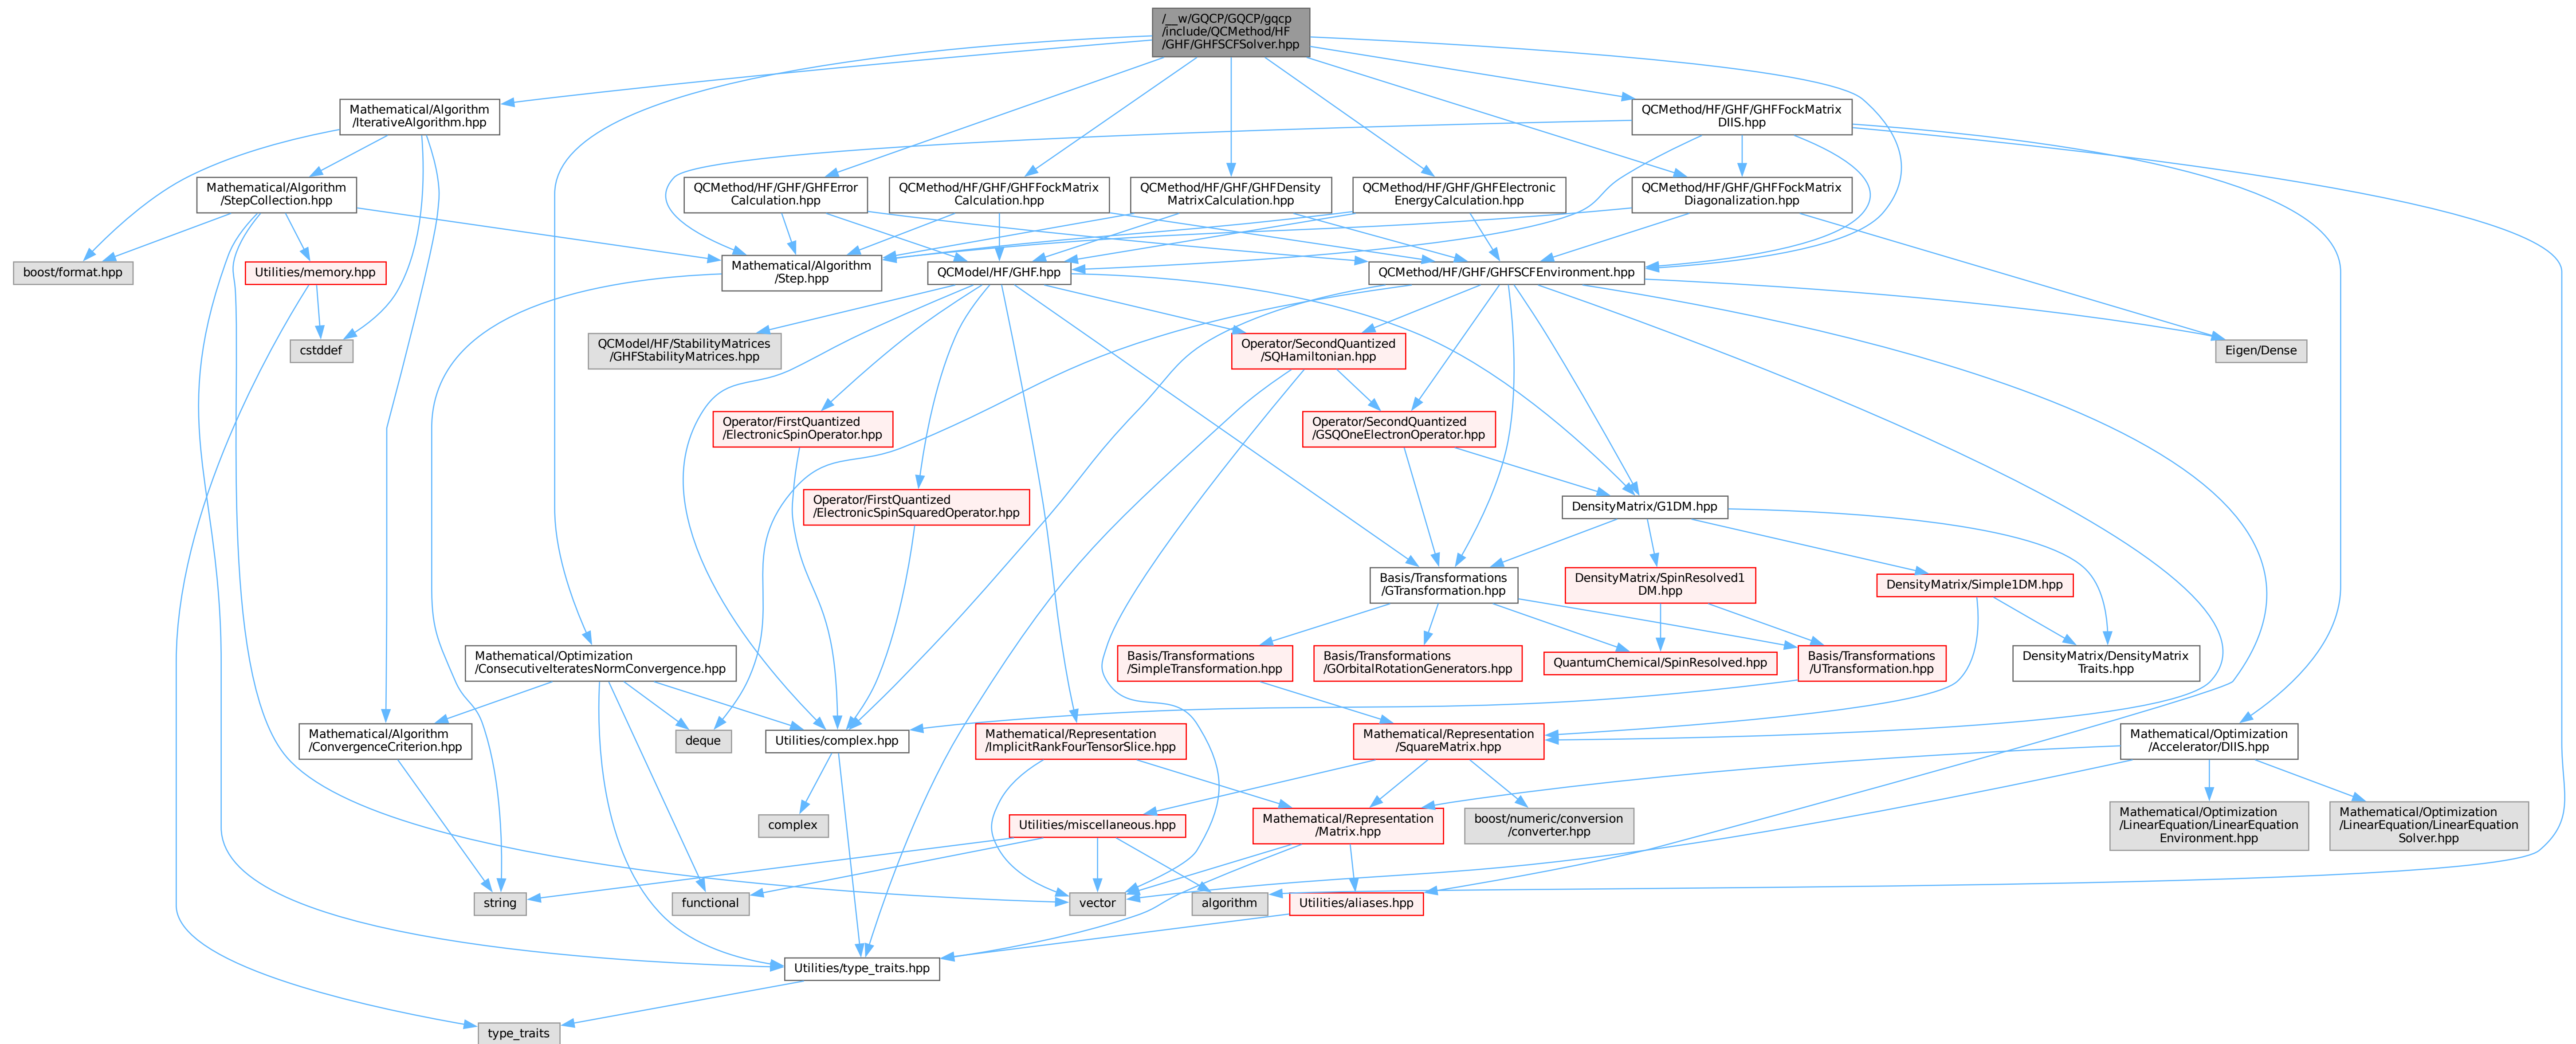 /__w/GQCP/GQCP/gqcp
/include/QCMethod/HF
/GHF/GHFSCFSolver.hpp
Mathematical/Algorithm
/IterativeAlgorithm.hpp
QCMethod/HF/GHF/GHFFockMatrix
DIIS.hpp
Mathematical/Algorithm
/StepCollection.hpp
QCMethod/HF/GHF/GHFError
Calculation.hpp
QCMethod/HF/GHF/GHFFockMatrix
Calculation.hpp
QCMethod/HF/GHF/GHFDensity
MatrixCalculation.hpp
QCMethod/HF/GHF/GHFElectronic
EnergyCalculation.hpp
QCMethod/HF/GHF/GHFFockMatrix
Diagonalization.hpp
boost/format.hpp
Utilities/memory.hpp
Mathematical/Algorithm
/Step.hpp
QCModel/HF/GHF.hpp
QCMethod/HF/GHF/GHFSCFEnvironment.hpp
cstddef
QCModel/HF/StabilityMatrices
/GHFStabilityMatrices.hpp
Operator/SecondQuantized
/SQHamiltonian.hpp
Eigen/Dense
Operator/FirstQuantized
/ElectronicSpinOperator.hpp
Operator/SecondQuantized
/GSQOneElectronOperator.hpp
Operator/FirstQuantized
/ElectronicSpinSquaredOperator.hpp
DensityMatrix/G1DM.hpp
Basis/Transformations
/GTransformation.hpp
DensityMatrix/SpinResolved1
DM.hpp
DensityMatrix/Simple1DM.hpp
Mathematical/Optimization
/ConsecutiveIteratesNormConvergence.hpp
Basis/Transformations
/SimpleTransformation.hpp
Basis/Transformations
/GOrbitalRotationGenerators.hpp
QuantumChemical/SpinResolved.hpp
Basis/Transformations
/UTransformation.hpp
DensityMatrix/DensityMatrix
Traits.hpp
Mathematical/Algorithm
/ConvergenceCriterion.hpp
deque
Utilities/complex.hpp
Mathematical/Representation
/ImplicitRankFourTensorSlice.hpp
Mathematical/Representation
/SquareMatrix.hpp
Mathematical/Optimization
/Accelerator/DIIS.hpp
complex
Utilities/miscellaneous.hpp
Mathematical/Representation
/Matrix.hpp
boost/numeric/conversion
/converter.hpp
Mathematical/Optimization
/LinearEquation/LinearEquation
Environment.hpp
Mathematical/Optimization
/LinearEquation/LinearEquation
Solver.hpp
string
functional
vector
algorithm
Utilities/aliases.hpp
Utilities/type_traits.hpp
type_traits